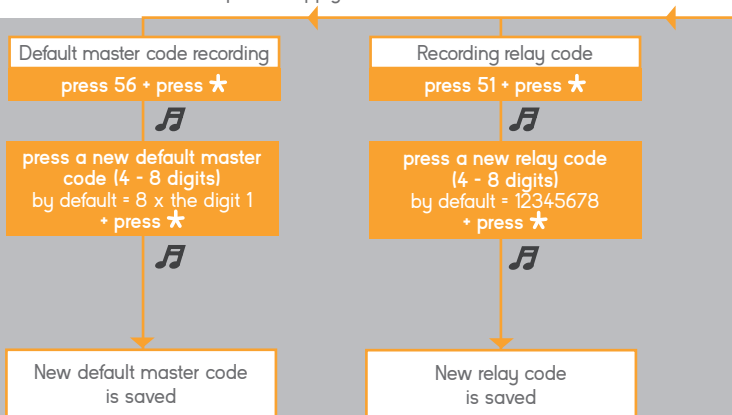 Default master code recording
press 56 + press *
press a new default master
code (4 - 8 digits)
by default = 8 x the digit 1
+ press *
New default master code
is saved
Recording relay code
press 51 + press *
press a new relay code
(4 - 8 digits)
by default = 12345678
+ press *
New relay code
is saved